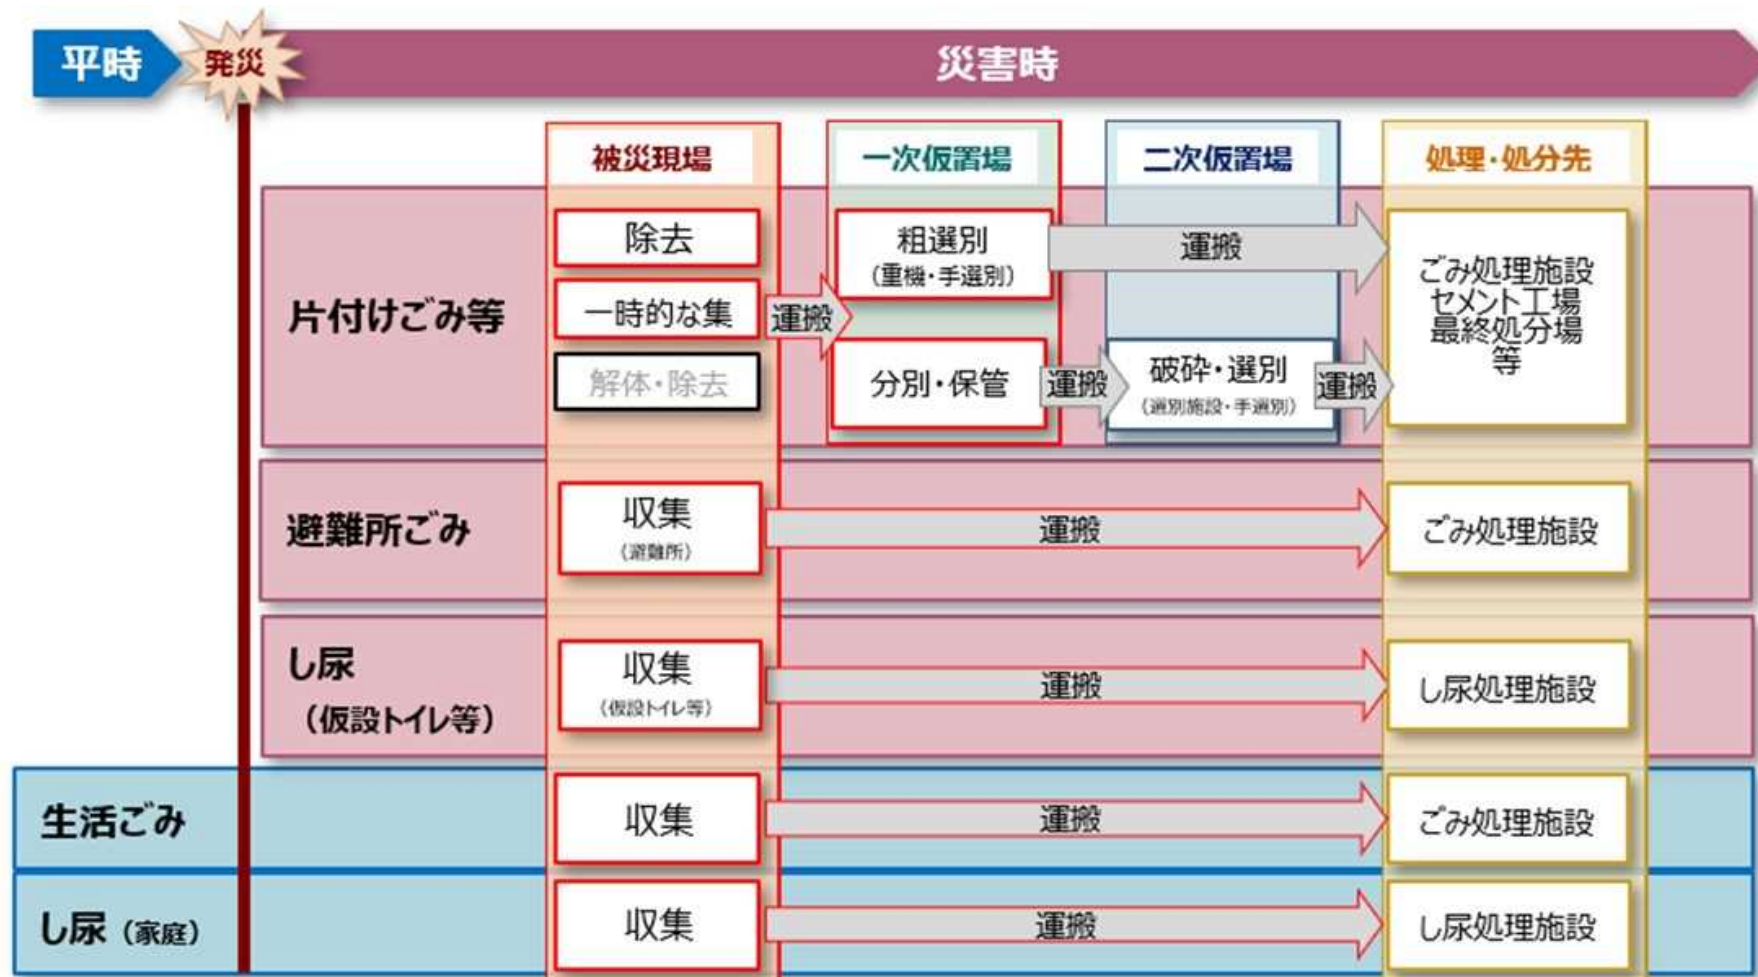 平時
発災
災害時
被災現場
一次仮置場
二次仮置場
処理・処分先
片付けごみ等
除去
一時的な集
解体・除去
運搬
粗選別
(重機・手選別)
分別・保管
運搬
運搬
破砕・選別
(選別施設・手選別)
運搬
ごみ処理施設
セメント工場
最終処分場
等
避難所ごみ
収集
(避難所)
運搬
ごみ処理施設
し尿
(仮設トイレ等)
収集
(仮設トイレ等)
運搬
し尿処理施設
生活ごみ
収集
運搬
ごみ処理施設
し尿 (家庭)
収集
運搬
し尿処理施設